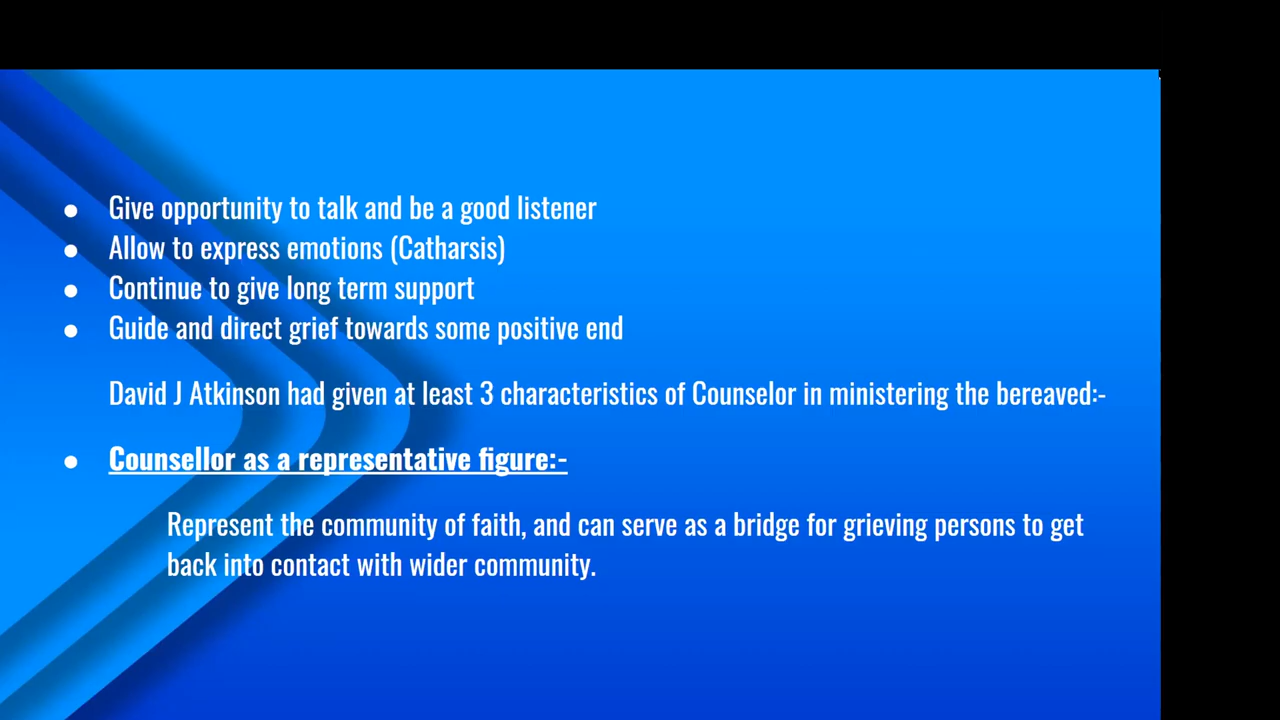 ● Give opportunity to talk and be a good listener
● Allow to express emotions (Catharsis)
● Continue to give long term support
● Guide and direct grief towards some positive end
David J Atkinson had given at least 3 characteristics of Counselor in ministering the bereaved:-
● Counsellor as a representative figure:-
Represent the community of faith, and can serve as a bridge for grieving persons to get
back into contact with wider community.